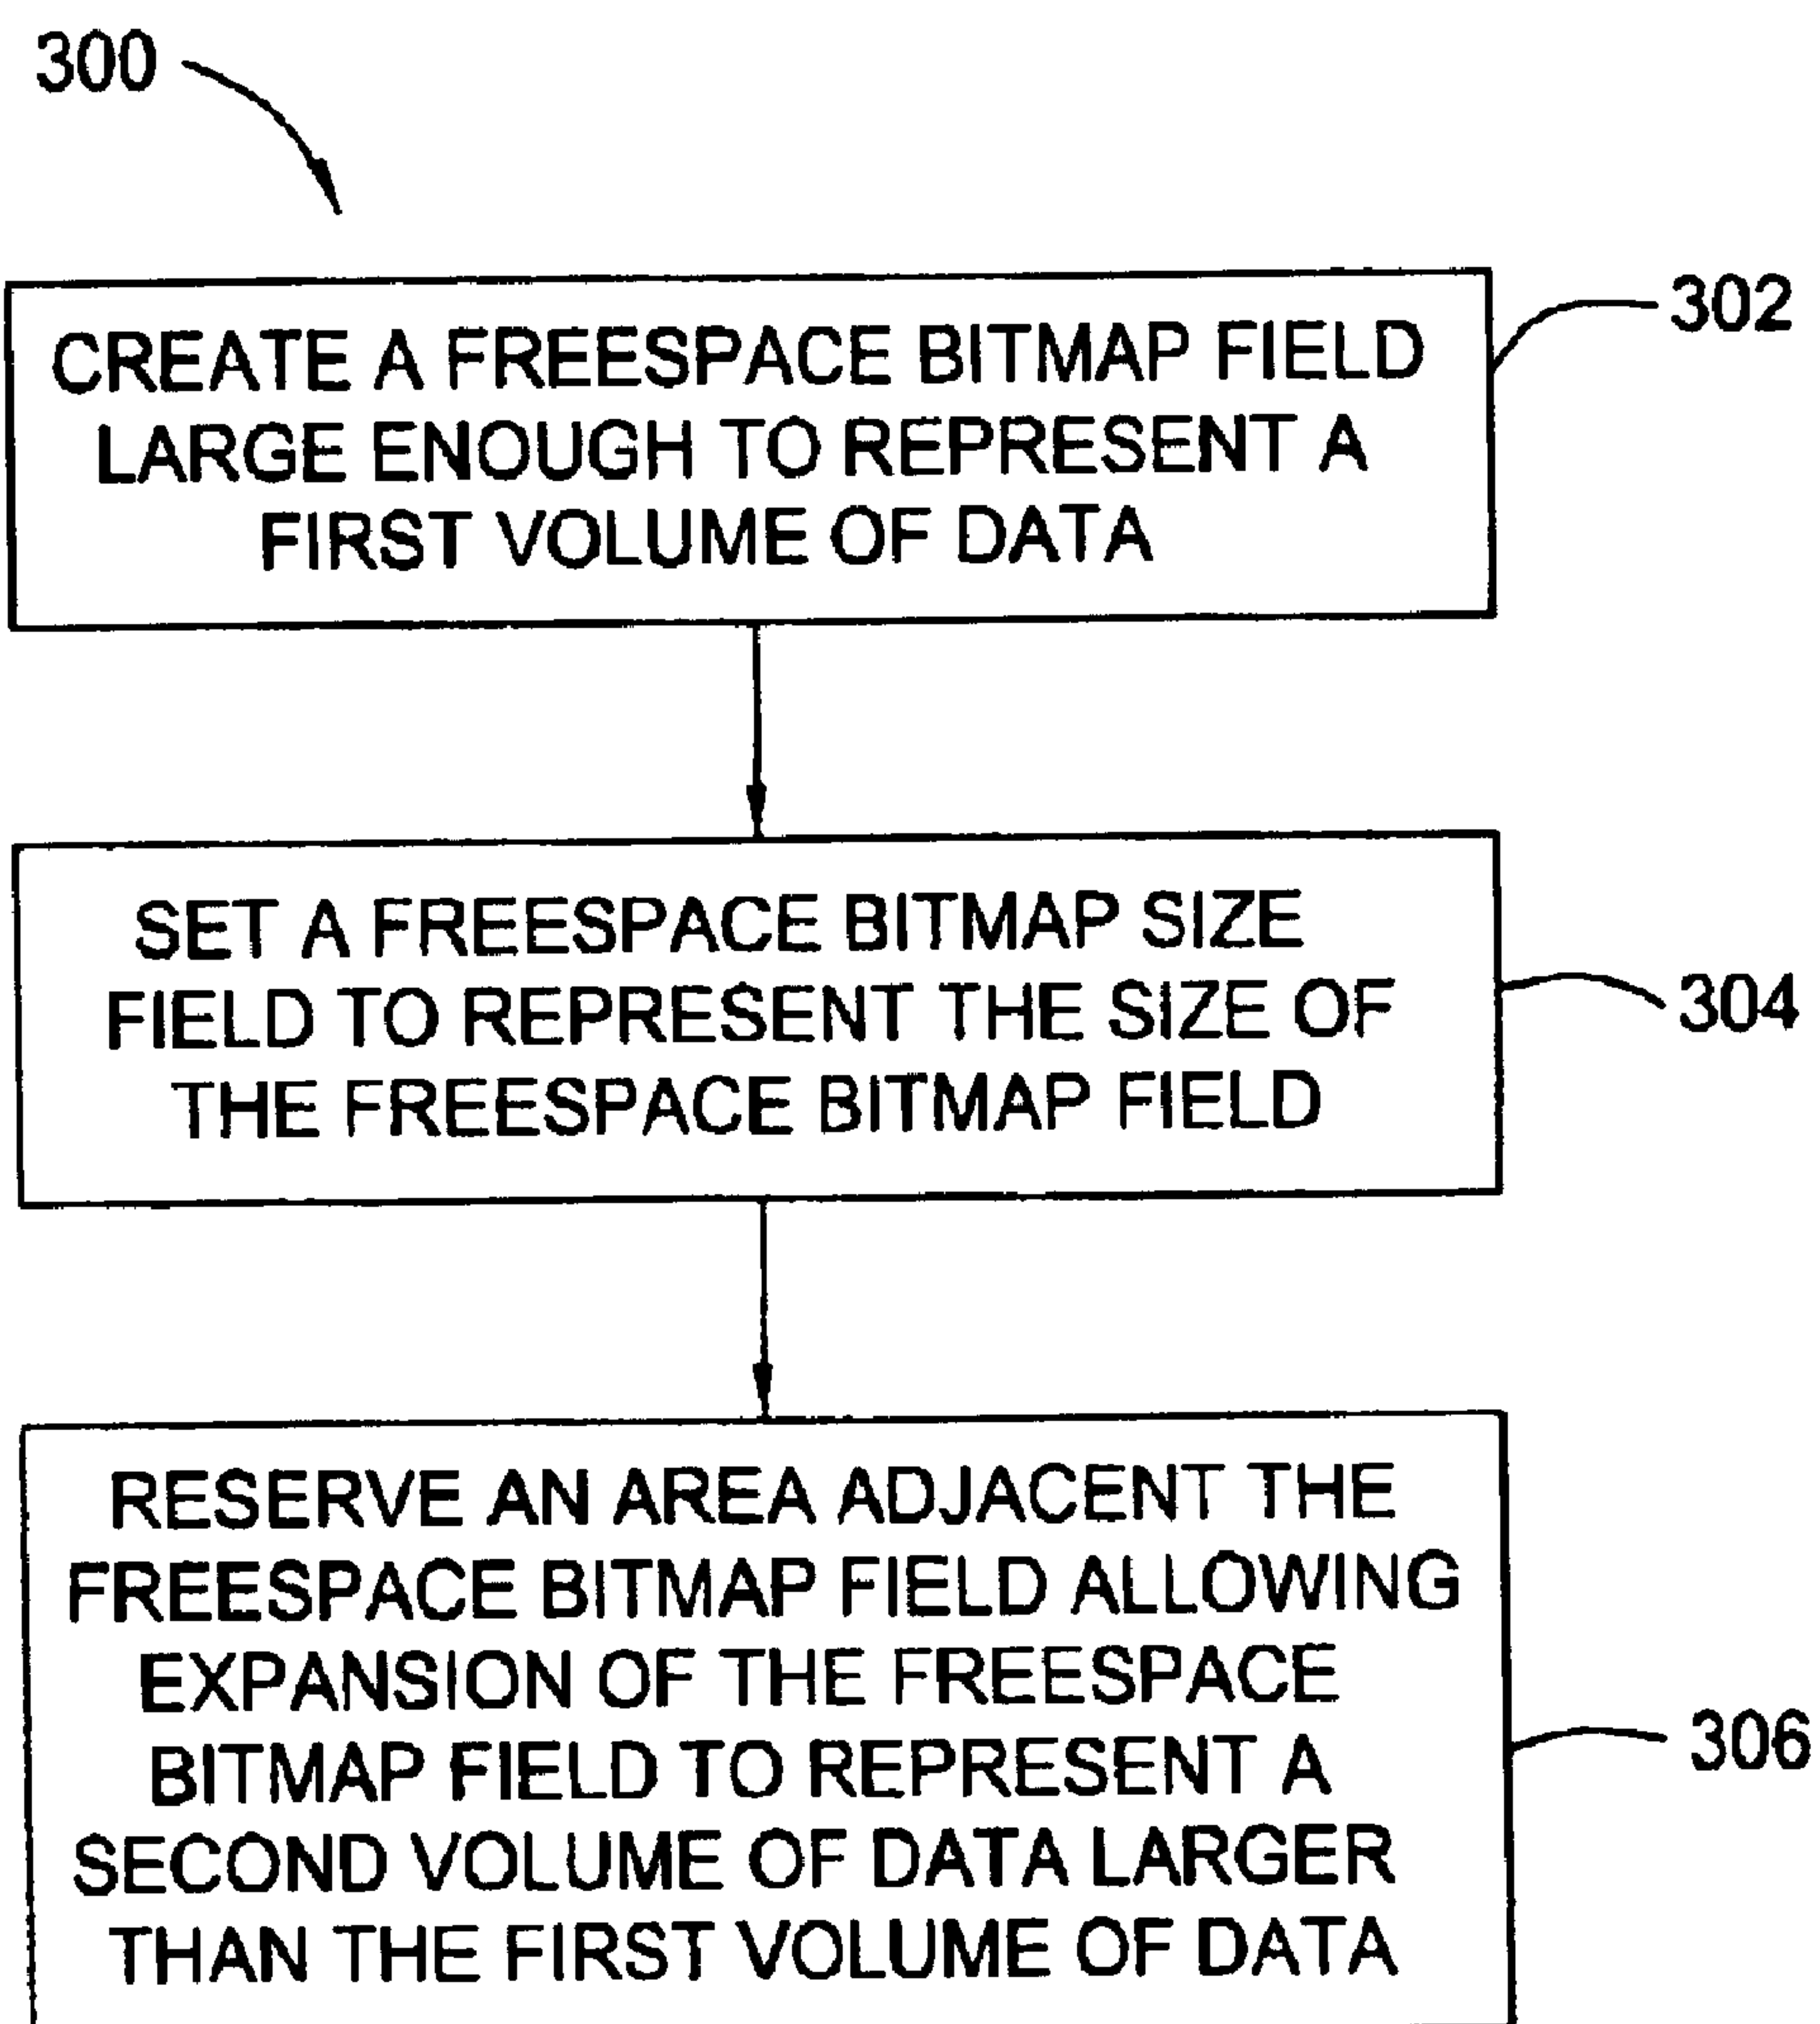 300
302
CREATE A FREESPACE BITMAP FIELD
LARGE ENOUGH TO REPRESENT A
FIRST VOLUME OF DATA
SET A FREESPACE BITMAP SIZE
FIELD TO REPRESENT THE SIZE OF
THE FREESPACE BITMAP FIELD
304
RESERVE AN AREA ADJACENT THE
FREESPACE BITMAP FIELD ALLOWING
EXPANSION OF THE FREESPACE
BITMAP FIELD TO REPRESENT A
SECOND VOLUME OF DATA LARGER
THAN THE FIRST VOLUME OF DATA
306